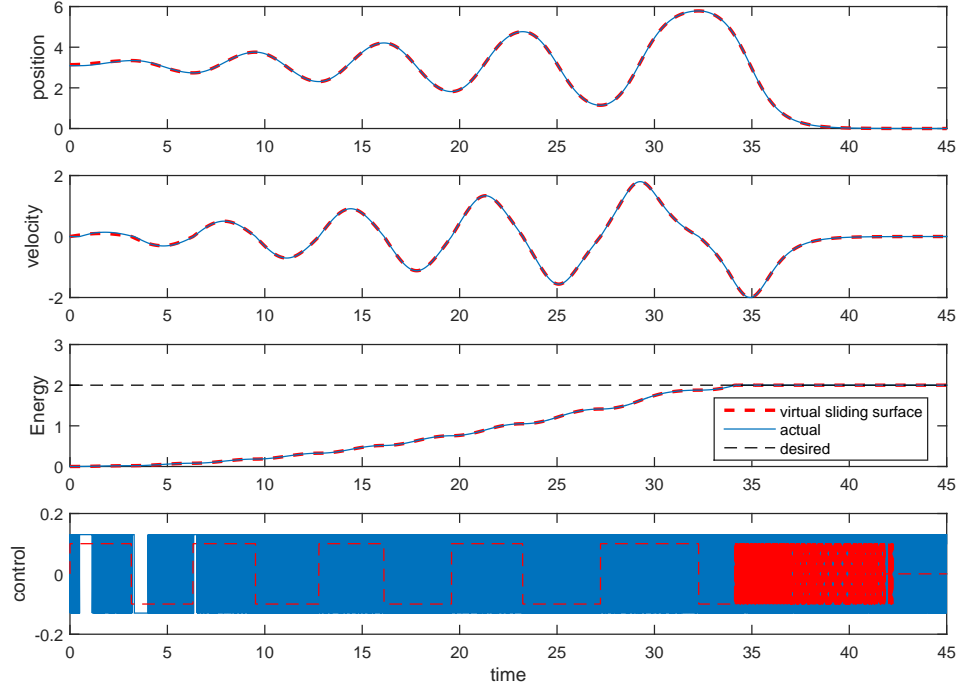 6
4
2
0
position
0 5 10 15 20 25 30 35 40 45
2
0
-2
velocity
0 5 10 15 20 25 30 35 40 45
3
2
1
0
Energy
virtual sliding surface
actual
desired
0 5 10 15 20 25 30 35 40 45
0.2
0
-0.2
control
0 5 10 15 20 25 30 35 40 45
time